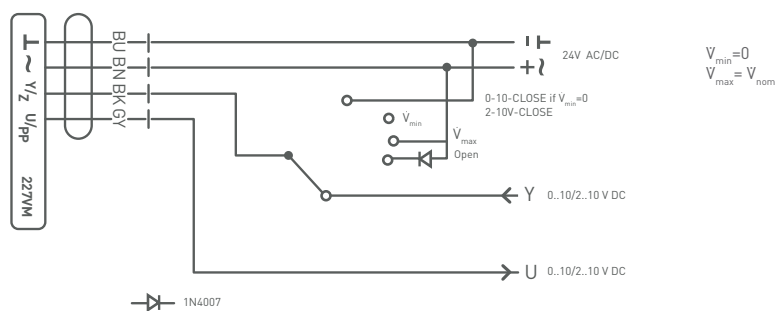 ⊥ ~ Y/Z U/PP 227VM
BU BN BK GY
- ⊥
+ ~
24V AC/DC
0-10-CLOSE if V̇min=0
2-10V-CLOSE
V̇min
V̇max
Open
Y 0..10/2..10 V DC
U 0..10/2..10 V DC
1N4007
V̇min=0
V̇max= V̇nom